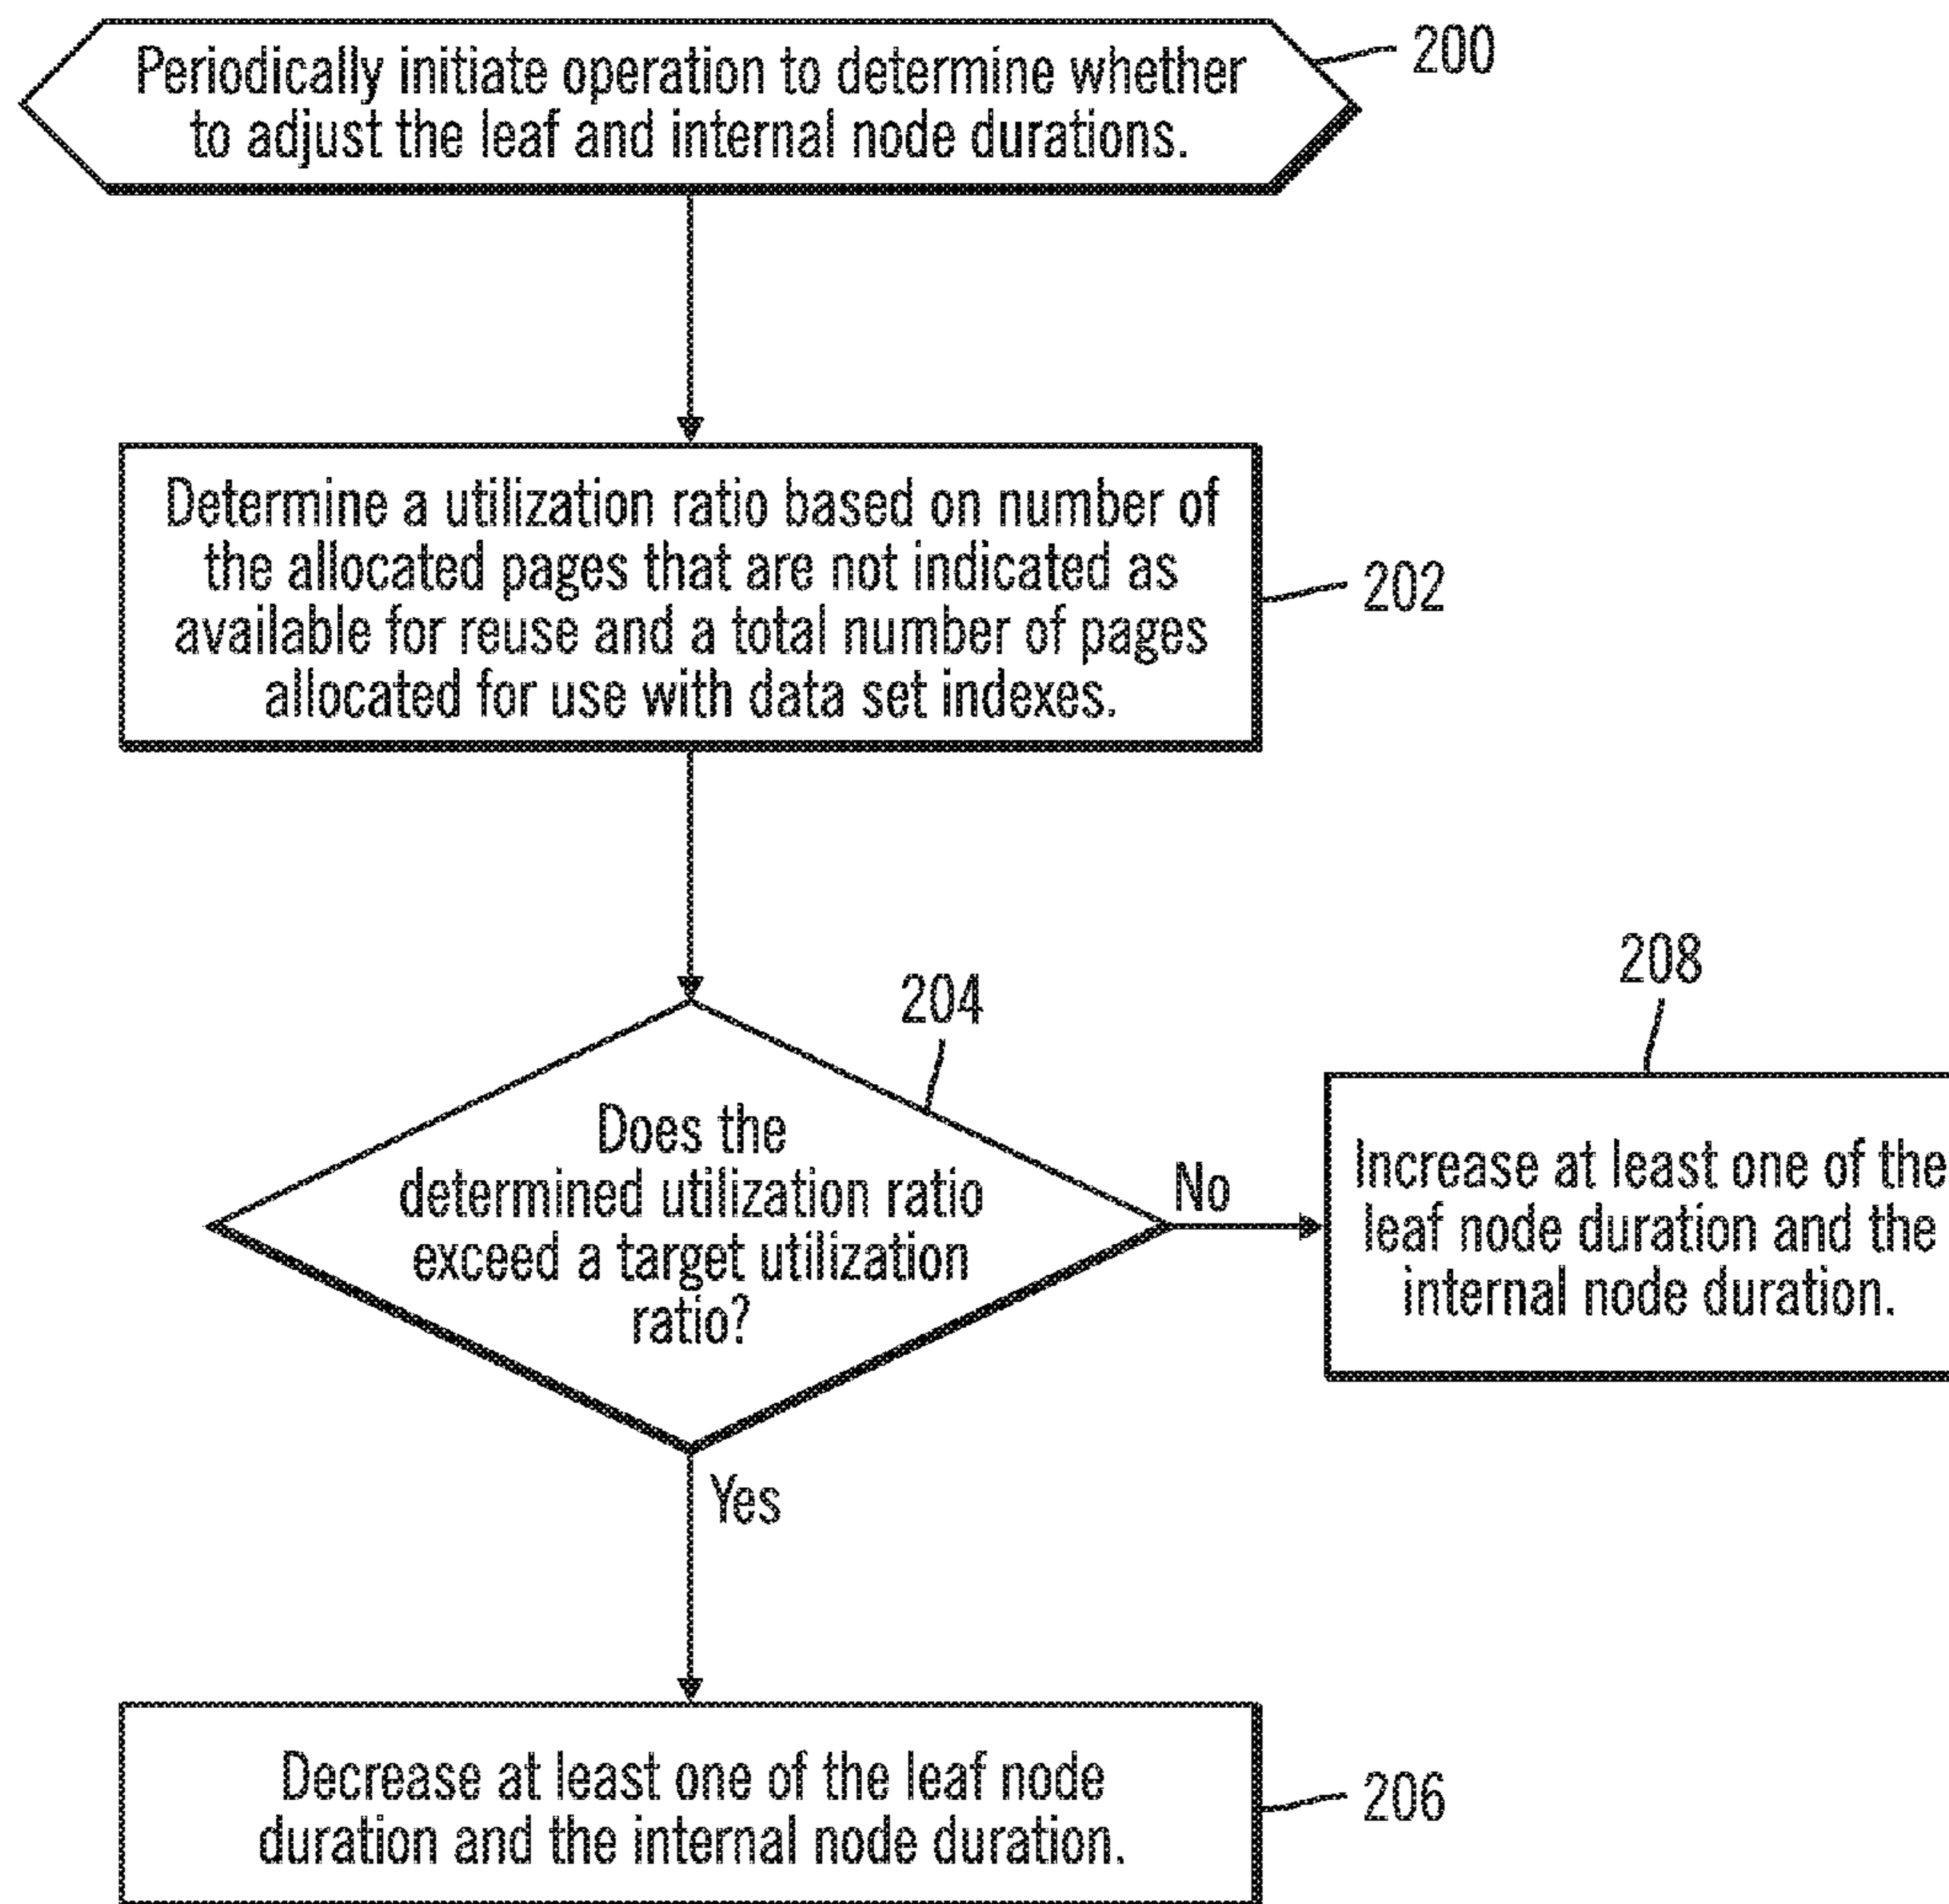 Periodically initiate operation to determine whether
to adjust the leaf and internal node durations.
200
Determine a utilization ratio based on number of
the allocated pages that are not indicated as
available for reuse and a total number of pages
allocated for use with data set indexes.
202
204
Does the
determined utilization ratio
exceed a target utilization
ratio?
No
208
Increase at least one of the
leaf node duration and the
internal node duration.
Yes
Decrease at least one of the leaf node
duration and the internal node duration.
206